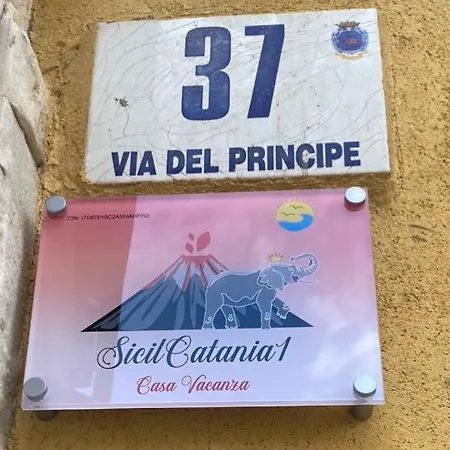 37
VIA DEL PRINCIPE
SicilCatania1
Casa Vacanza